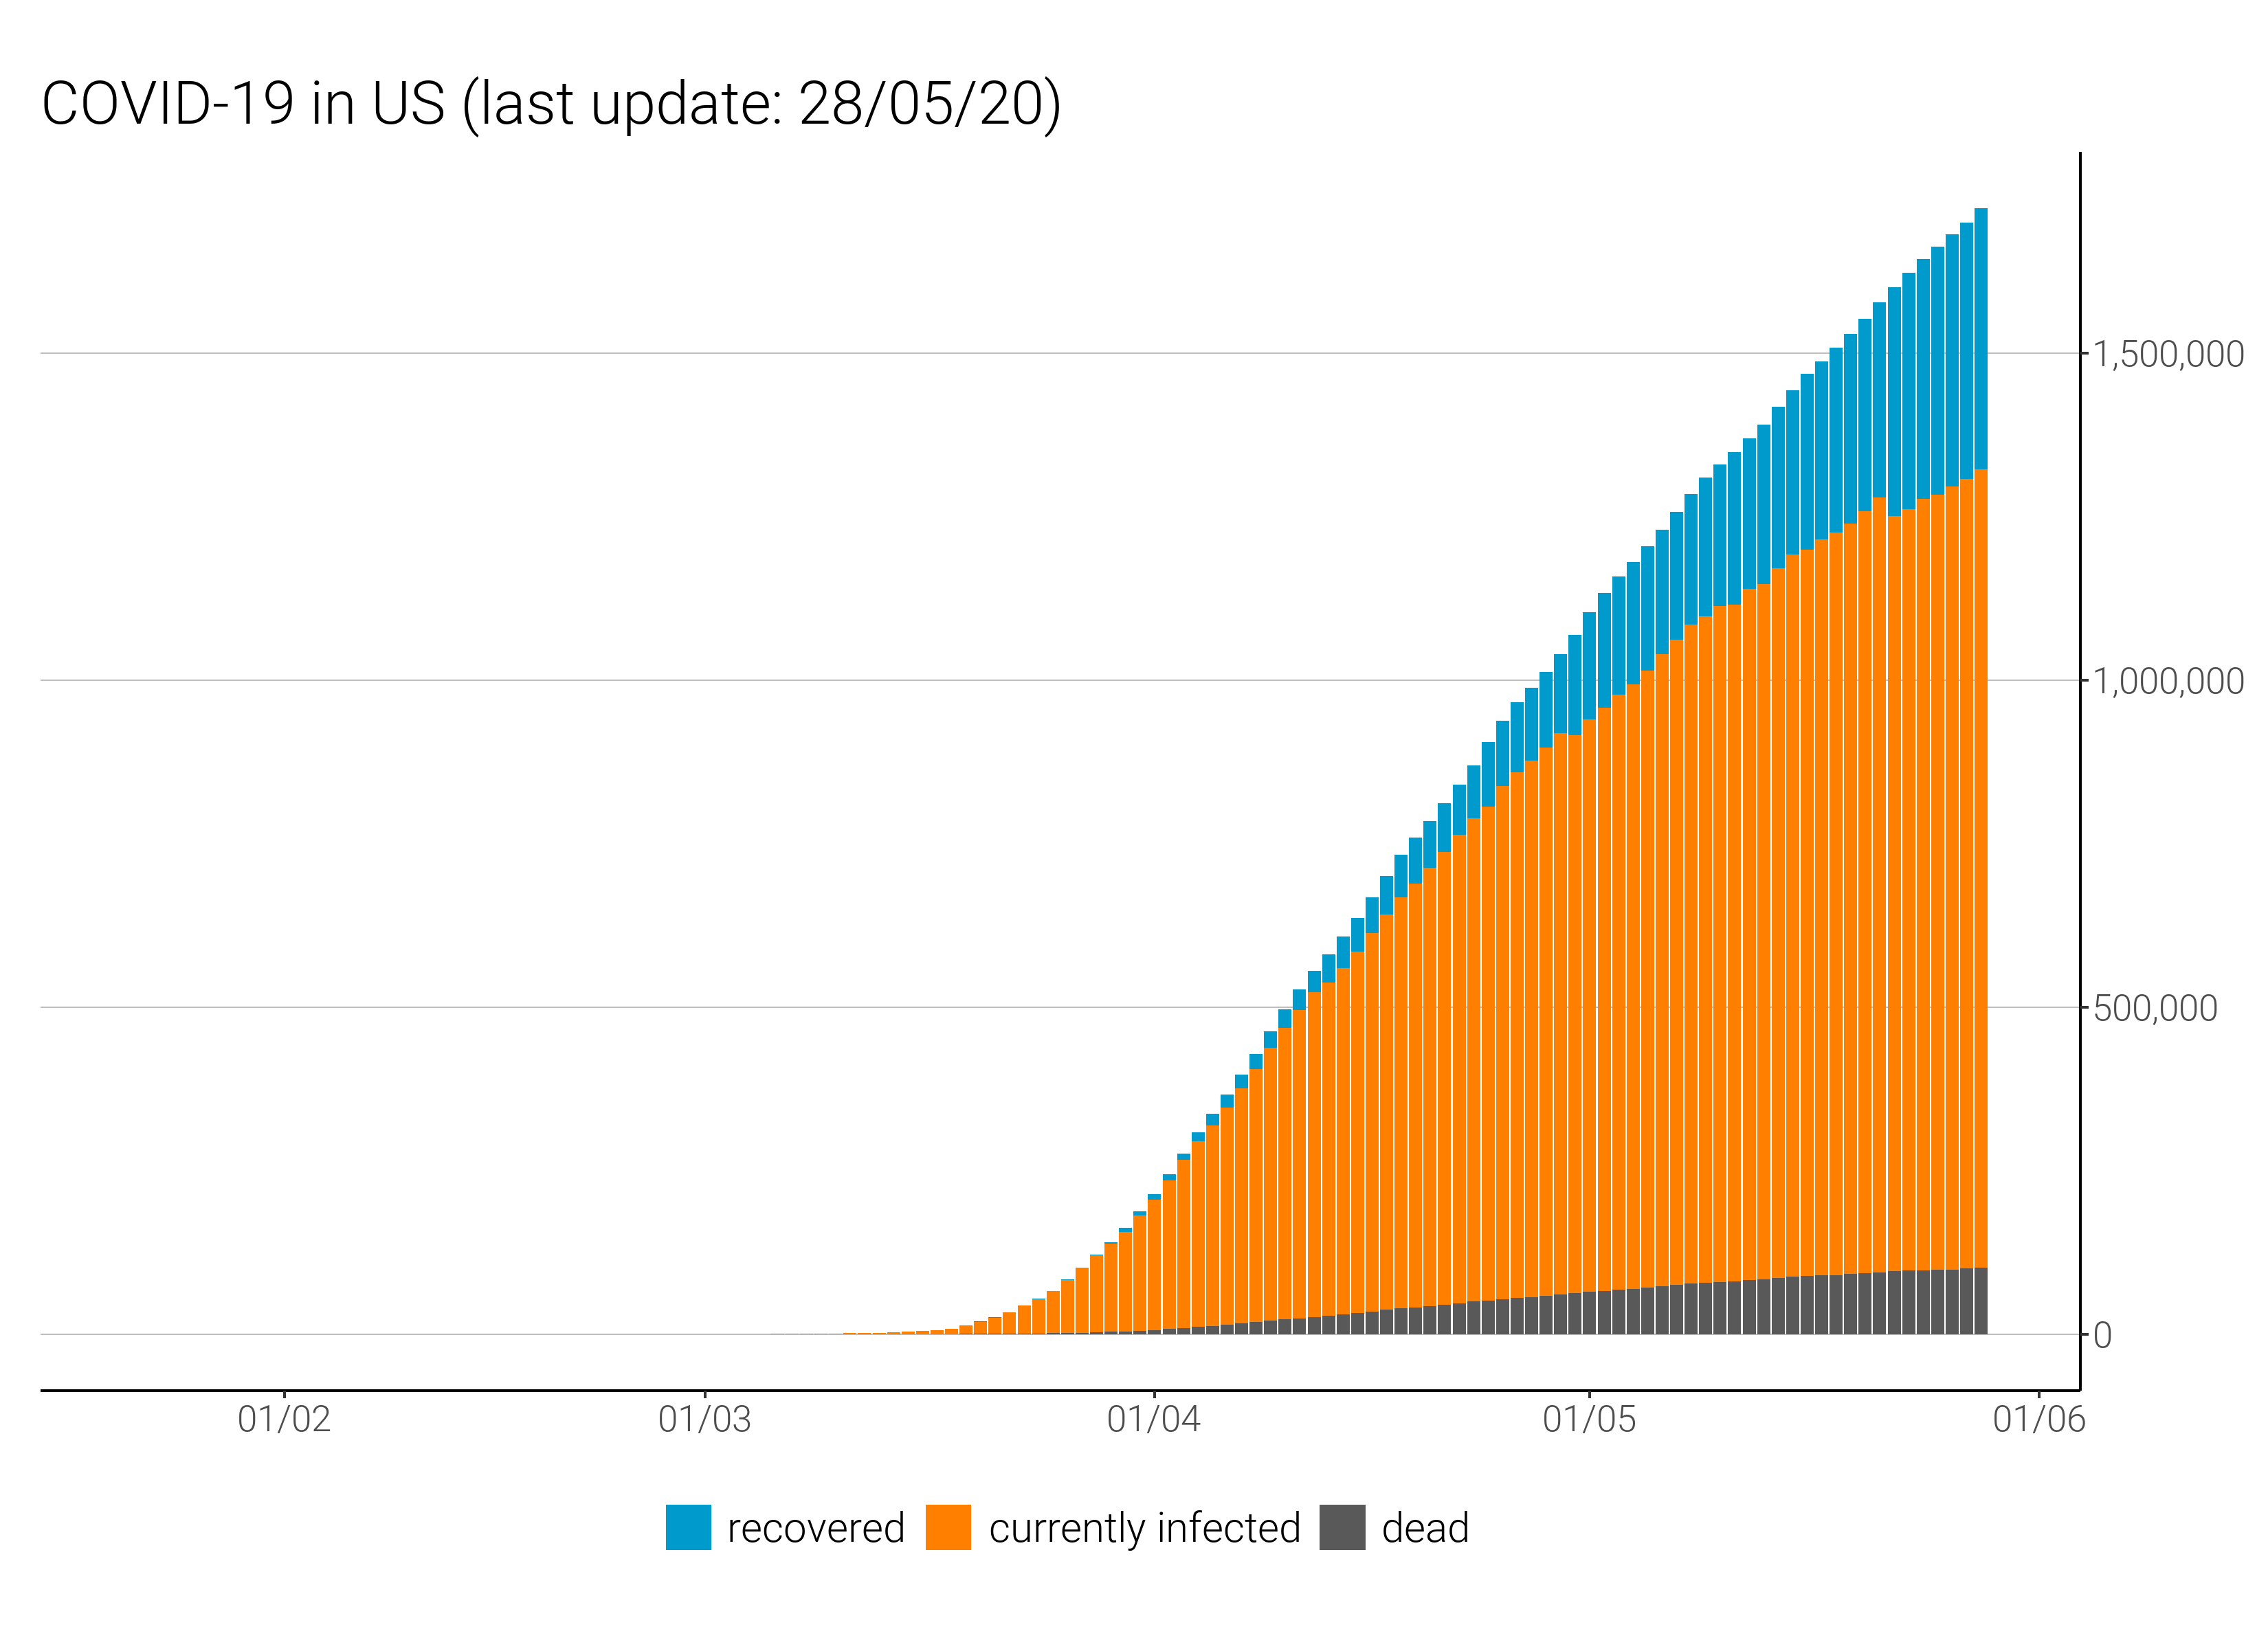 COVID-19 in US (last update: 28/05/20)
1,500,000
1,000,000
500,000
0
01/02 01/03 01/04 01/05 01/06
recovered currently infected dead